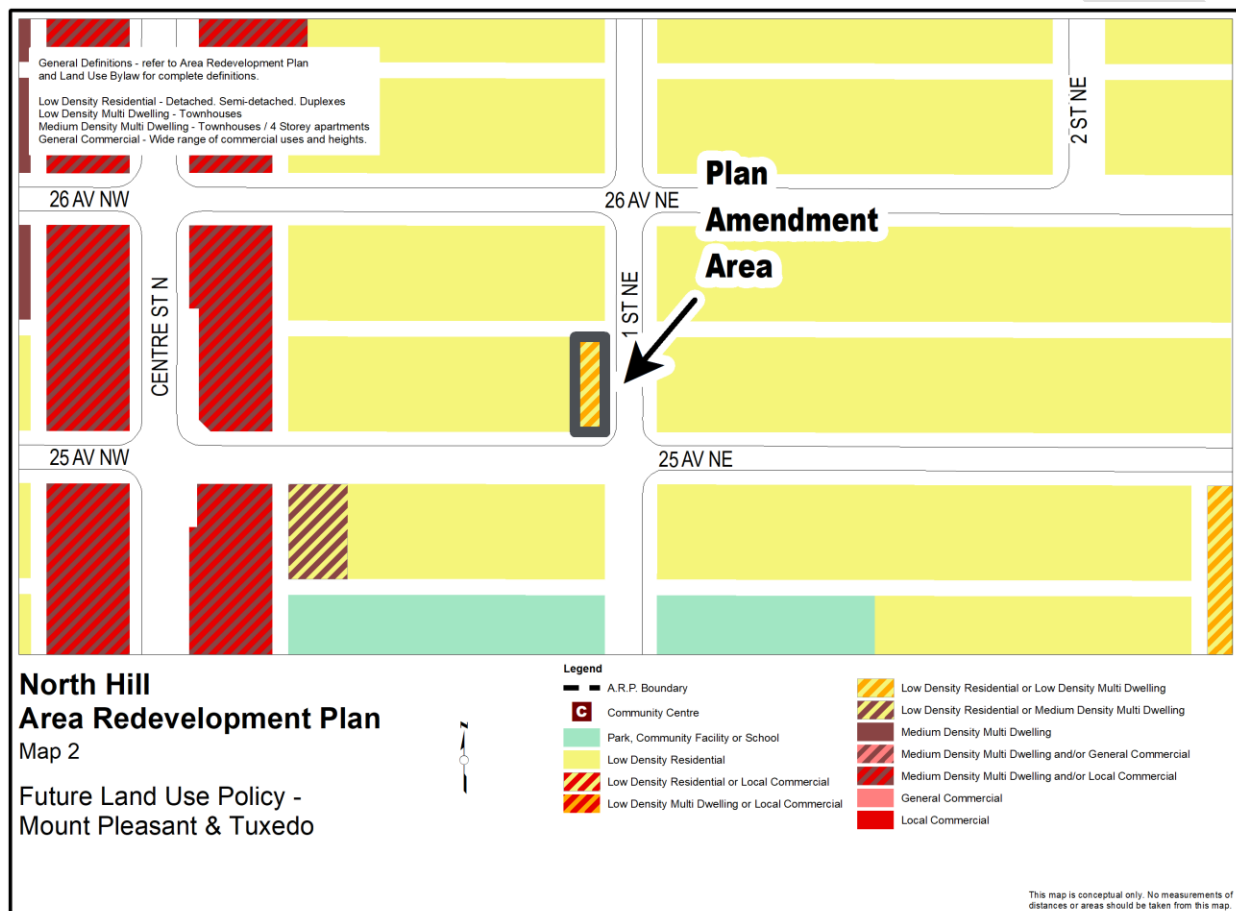 General Definitions - refer to Area Redevelopment Plan
and Land Use Bylaw for complete definitions.
Low Density Residential - Detached. Semi-detached. Duplexes
Low Density Multi Dwelling - Townhouses
Medium Density Multi Dwelling - Townhouses / 4 Storey apartments
General Commercial - Wide range of commercial uses and heights.
2 ST NE
26 AV NW
26 AV NE
Plan
Amendment
Area
CENTRE ST N
1 ST NE
25 AV NW
25 AV NE
North Hill
Area Redevelopment Plan
Map 2
Future Land Use Policy -
Mount Pleasant & Tuxedo
N
Legend
A.R.P. Boundary
C Community Centre
Park, Community Facility or School
Low Density Residential
Low Density Residential or Local Commercial
Low Density Multi Dwelling or Local Commercial
Low Density Residential or Low Density Multi Dwelling
Low Density Residential or Medium Density Multi Dwelling
Medium Density Multi Dwelling
Medium Density Multi Dwelling and/or General Commercial
Medium Density Multi Dwelling and/or Local Commercial
General Commercial
Local Commercial
This map is conceptual only. No measurements of
distances or areas should be taken from this map.